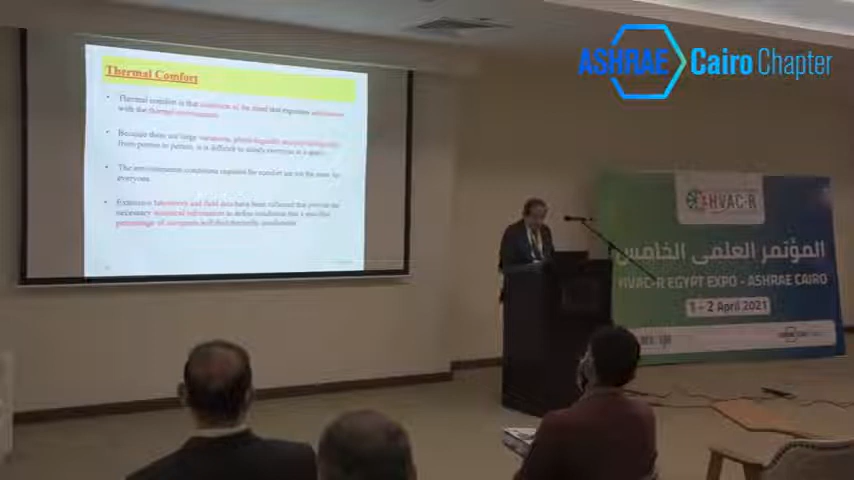 ASHRAE Cairo Chapter
Thermal Comfort
• Thermal comfort is that condition of the mind that expresses satisfaction
with the thermal environment.
• Because there are large variations,
from person to person, it is difficult to satisfy everyone in a space.
• The environmental conditions required for comfort are not the same for
everyone.
• Extensive laboratory and field data have been collected that provide the
necessary statistical information to define conditions that a specified
percentage of occupants will find thermally comfortable.
HVAC-R
المؤتمر العلمى الخامس
HVAC-R EGYPT EXPO - ASHRAE CAIRO
1 - 2 April 2021